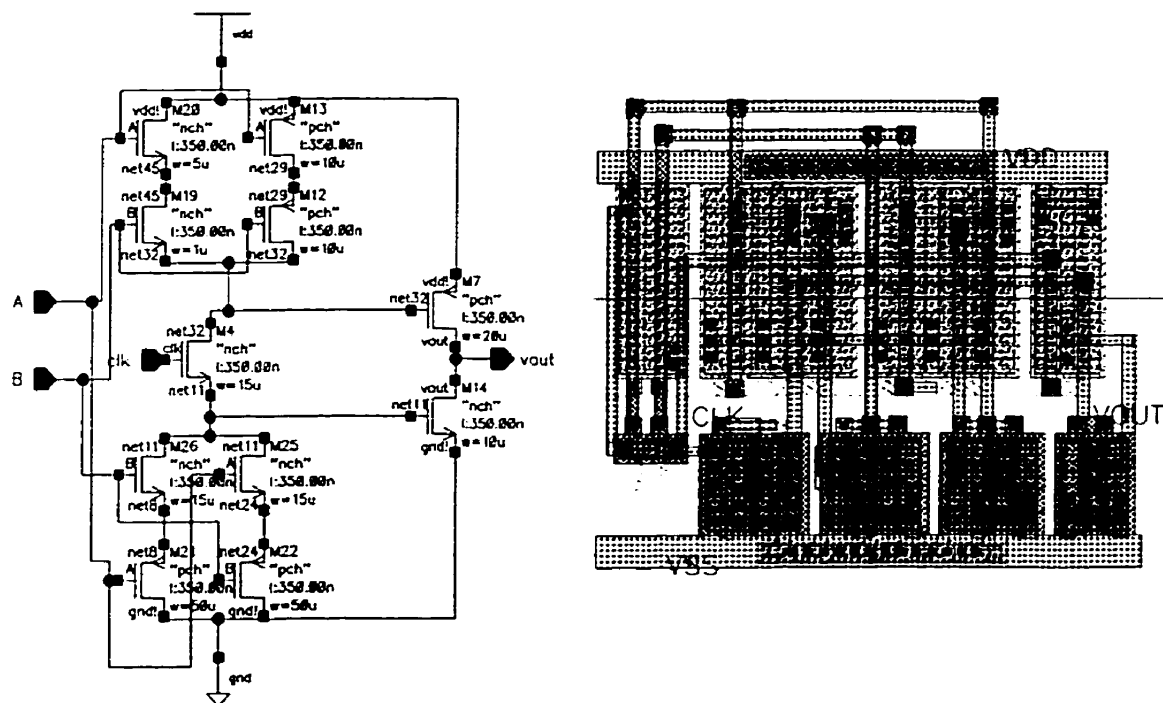 vdd
vdd! M20
A "nch"
l:350.00n
w=5u
net45
vdd! M13
A "pch"
l:350.00n
w=10u
net29
net45 M19
B "nch"
l:350.00n
w=1u
net32
net29 M12
B "pch"
l:350.00n
w=10u
net32
A
B
vdd! M7
net32 "pch"
l:350.00n
w=20u
vout
vout
net32 M4
clk clk "nch"
l:350.00n
w=15u
net11
vout M14
net11 "nch"
l:350.00n
w=10u
gnd!
net11 M26
B "nch"
l:350.00n
w=15u
net8
net11 M25
A "nch"
l:350.00n
w=15u
net24
net8 M21
A "pch"
l:350.00n
w=50u
gnd!
net24 M22
B "pch"
l:350.00n
w=50u
gnd!
gnd
VDD
CLK
VOUT
VSS